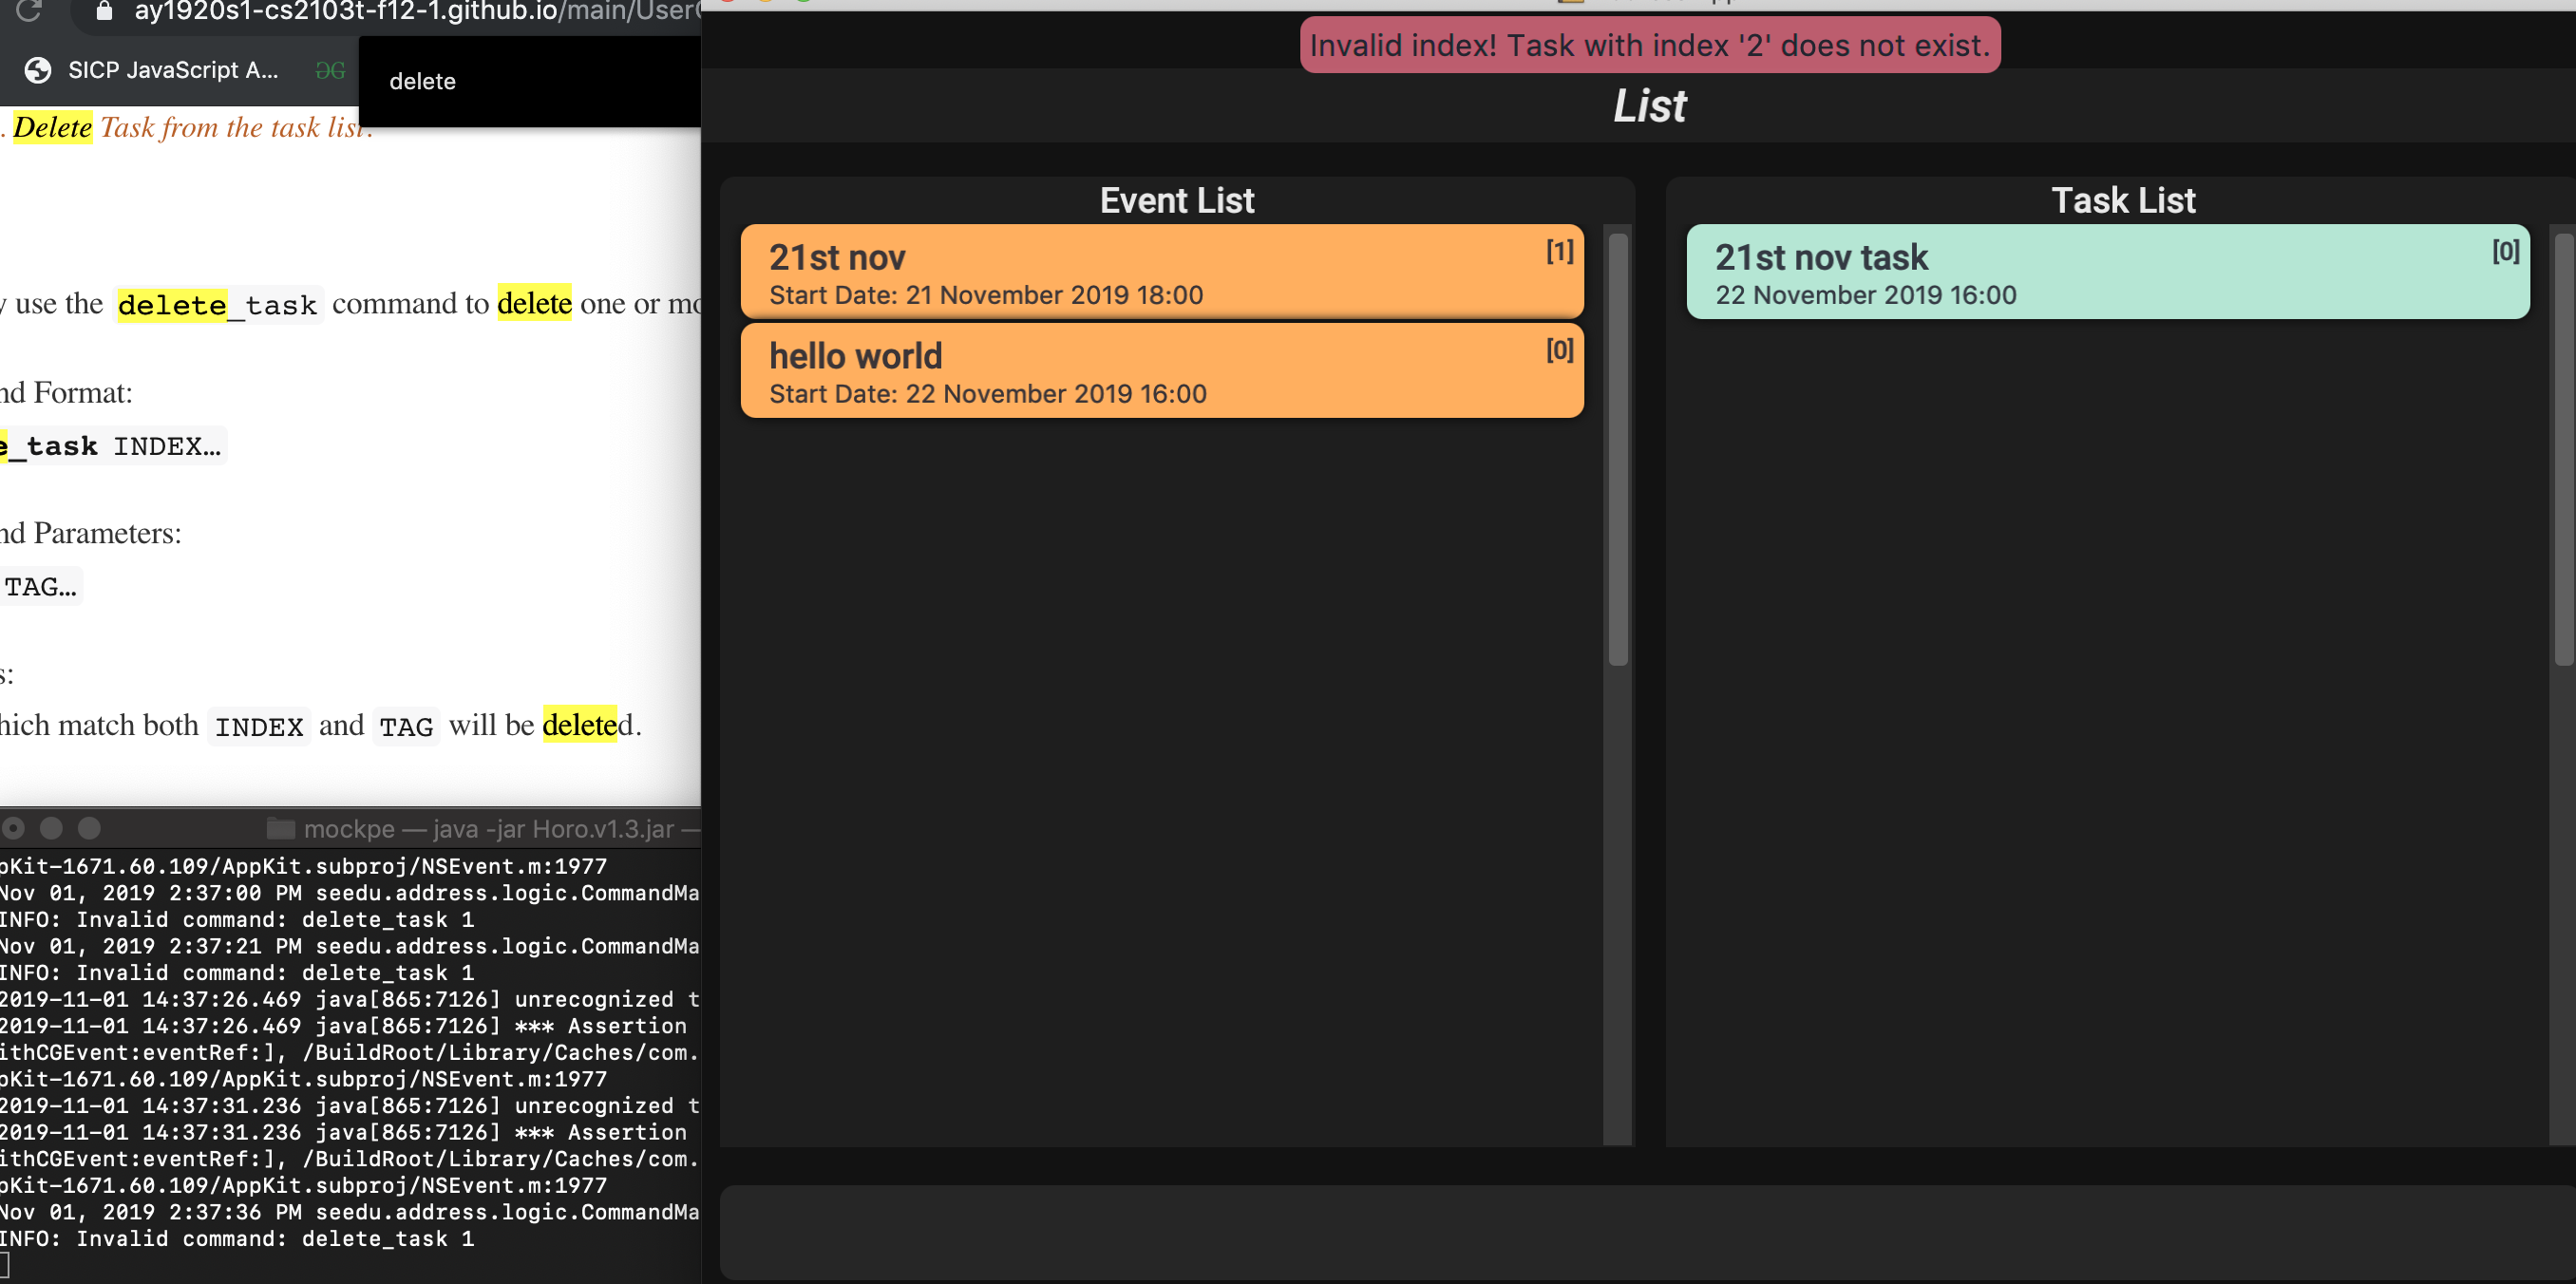 ay1920s1-cs2103t-f12-1.github.io/main/User
SICP JavaScript A...
delete
. Delete Task from the task list.
use the delete_task command to delete one or
Format:
_task INDEX…
Parameters:
TAG…
s:
match both INDEX and TAG will be deleted.
mockpe — java -jar Horo.v1.3.jar —
pKit-1671.60.109/AppKit.subproj/NSEvent.m:1977
Nov 01, 2019 2:37:00 PM seedu.address.logic.CommandMa
INFO: Invalid command: delete_task 1
Nov 01, 2019 2:37:21 PM seedu.address.logic.CommandMa
INFO: Invalid command: delete_task 1
2019-11-01 14:37:26.469 java[865:7126] unrecognized t
2019-11-01 14:37:26.469 java[865:7126] *** Assertion
ithCGEvent:eventRef:], /BuildRoot/Library/Caches/com.
pKit-1671.60.109/AppKit.subproj/NSEvent.m:1977
2019-11-01 14:37:31.236 java[865:7126] unrecognized t
2019-11-01 14:37:31.236 java[865:7126] *** Assertion
ithCGEvent:eventRef:], /BuildRoot/Library/Caches/com.
pKit-1671.60.109/AppKit.subproj/NSEvent.m:1977
Nov 01, 2019 2:37:36 PM seedu.address.logic.CommandMa
INFO: Invalid command: delete_task 1
Invalid index! Task with index '2' does not exist.
List
Event List
21st nov [1]
Start Date: 21 November 2019 18:00
hello world [0]
Start Date: 22 November 2019 16:00
Task List
21st nov task [0]
22 November 2019 16:00